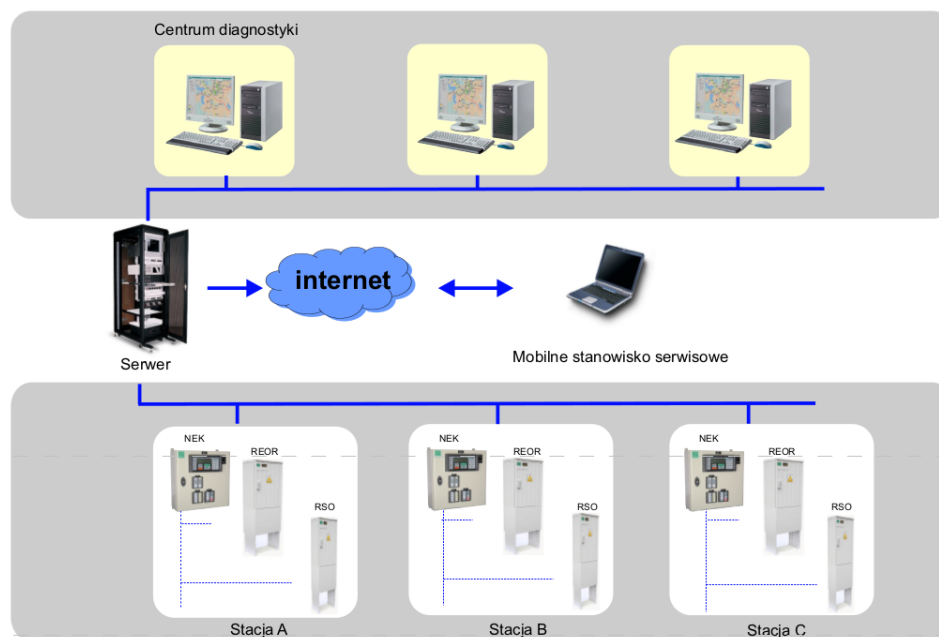 Centrum diagnostyki
internet
Serwer
Mobilne stanowisko serwisowe
NEK
REOR
RSO
NEK
REOR
RSO
NEK
REOR
RSO
Stacja A
Stacja B
Stacja C